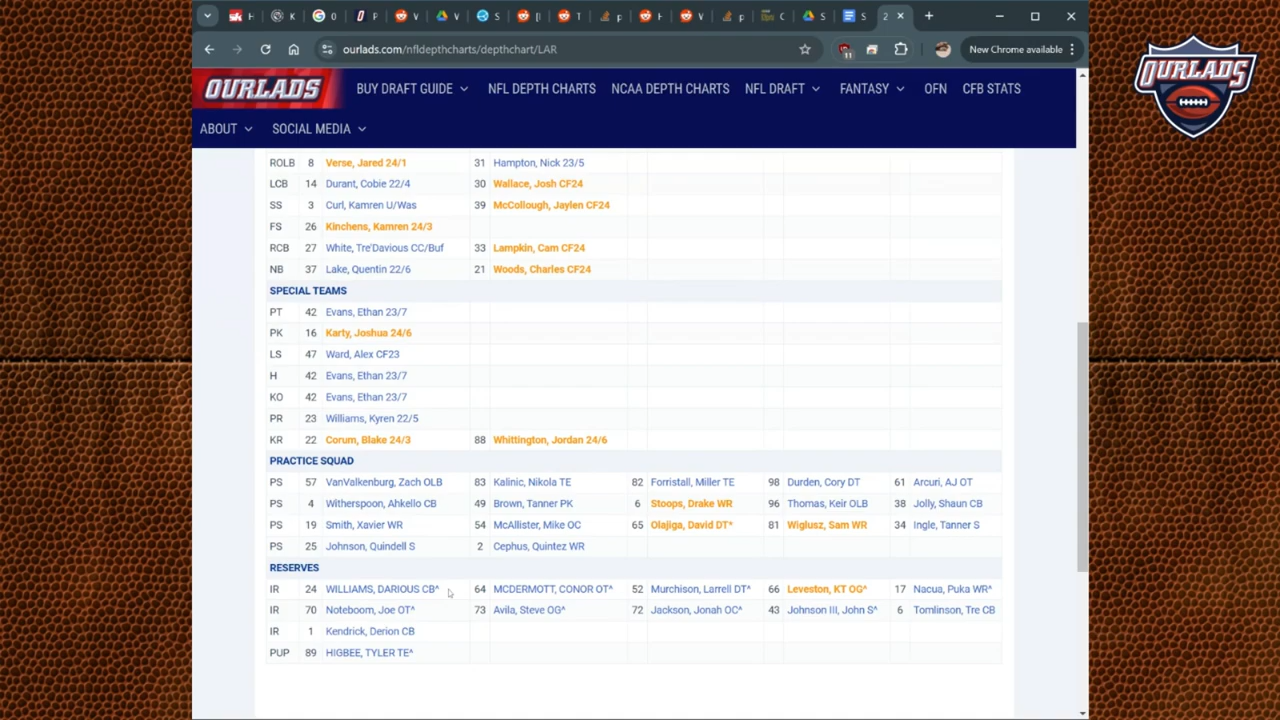 ourlads.com/nfldepthcharts/depthchart/LAR
New Chrome available
11
OURLADS
BUY DRAFT GUIDE
NFL DEPTH CHARTS
NCAA DEPTH CHARTS
NFL DRAFT
FANTASY
OFN
CFB STATS
ABOUT
SOCIAL MEDIA
OURLADS
ROLB 8 Verse, Jared 24/1 31 Hampton, Nick 23/5
LCB 14 Durant, Cobie 22/4 30 Wallace, Josh CF24
SS 3 Curl, Kamren U/Was 39 McCollough, Jaylen CF24
FS 26 Kinchens, Kamren 24/3
RCB 27 White, Tre'Davious CC/Buf 33 Lampkin, Cam CF24
NB 37 Lake, Quentin 22/6 21 Woods, Charles CF24
SPECIAL TEAMS
PT 42 Evans, Ethan 23/7
PK 16 Karty, Joshua 24/6
LS 47 Ward, Alex CF23
H 42 Evans, Ethan 23/7
KO 42 Evans, Ethan 23/7
PR 23 Williams, Kyren 22/5
KR 22 Corum, Blake 24/3 88 Whittington, Jordan 24/6
PRACTICE SQUAD
PS 57 VanValkenburg, Zach OLB 83 Kalinic, Nikola TE 82 Forristall, Miller TE 98 Durden, Cory DT 61 Arcuri, AJ OT
PS 4 Witherspoon, Ahkello CB 49 Brown, Tanner PK 6 Stoops, Drake WR 96 Thomas, Keir OLB 38 Jolly, Shaun CB
PS 19 Smith, Xavier WR 54 McAllister, Mike OC 65 Olajiga, David DT* 81 Wiglusz, Sam WR 34 Ingle, Tanner S
PS 25 Johnson, Quindell S 2 Cephus, Quintez WR
RESERVES
IR 24 WILLIAMS, DARIOUS CB^ 64 MCDERMOTT, CONOR OT^ 52 Murchison, Larrell DT^ 66 Leveston, KT OG^ 17 Nacua, Puka WR^
IR 70 Noteboom, Joe OT^ 73 Avila, Steve OG^ 72 Jackson, Jonah OC^ 43 Johnson III, John S^ 6 Tomlinson, Tre CB
IR 1 Kendrick, Derion CB
PUP 89 HIGBEE, TYLER TE^